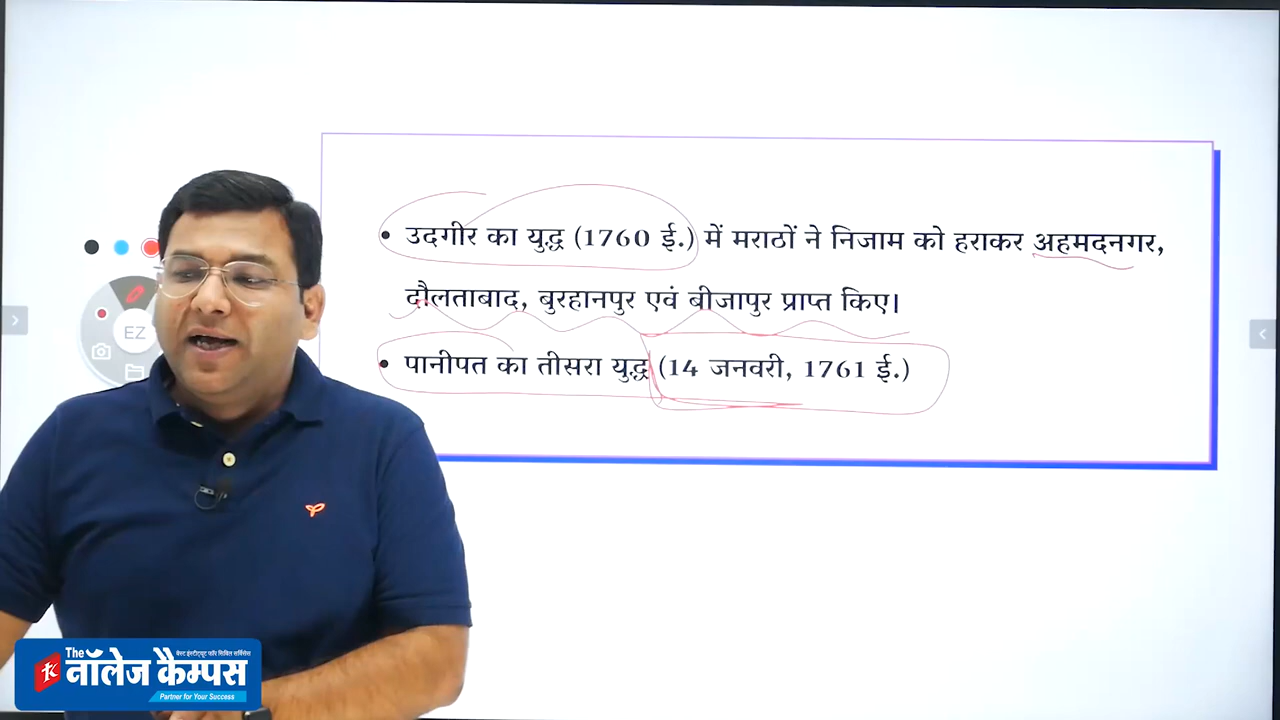 • उदगीर का युद्ध (1760 ई.) में मराठों ने निजाम को हराकर अहमदनगर,
दौलताबाद, बुरहानपुर एवं बीजापुर प्राप्त किए।
• पानीपत का तीसरा युद्ध (14 जनवरी, 1761 ई.)
EZ
The
बेस्ट इंस्टीट्यूट फॉर सिविल सर्विसेस
नॉलेज कैम्पस
Partner for Your Success